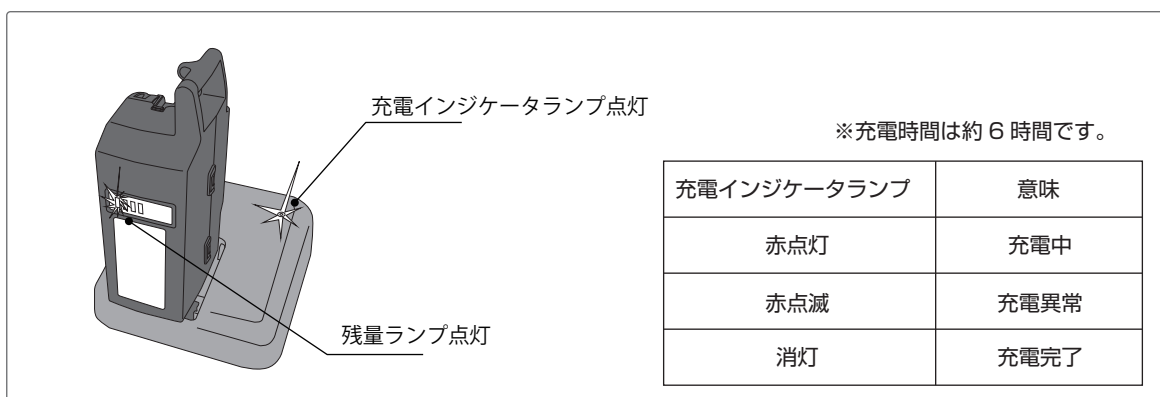 充電インジケータランプ点灯
※充電時間は約 6 時間です。
充電インジケータランプ 意味
赤点灯 充電中
赤点滅 充電異常
消灯 充電完了
残量ランプ点灯